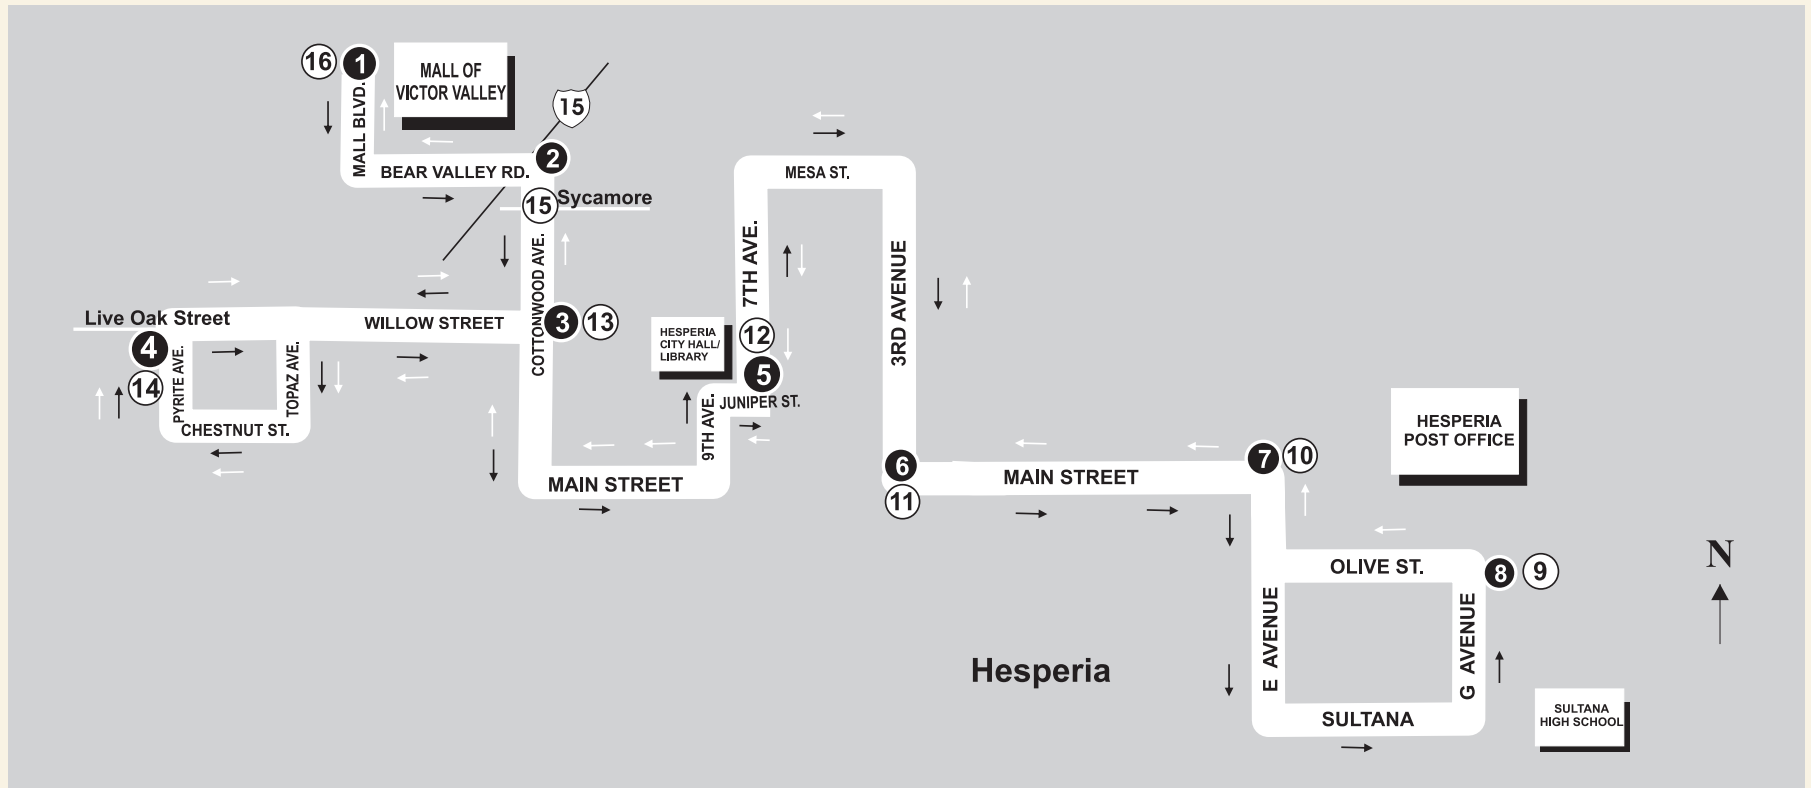 16
1
MALL OF
VICTOR VALLEY
MALL BLVD.
15
2
BEAR VALLEY RD.
15
Sycamore
COTTONWOOD AVE.
Live Oak Street
WILLOW STREET
3
13
4
14
PYRITE AVE.
TOPAZ AVE.
CHESTNUT ST.
MAIN STREET
9TH AVE.
JUNIPER ST.
HESPERIA
CITY HALL/
LIBRARY
12
5
7TH AVE.
MESA ST.
3RD AVENUE
6
11
MAIN STREET
7
10
HESPERIA
POST OFFICE
OLIVE ST.
8
9
E AVENUE
G AVENUE
SULTANA
SULTANA
HIGH SCHOOL
Hesperia
N